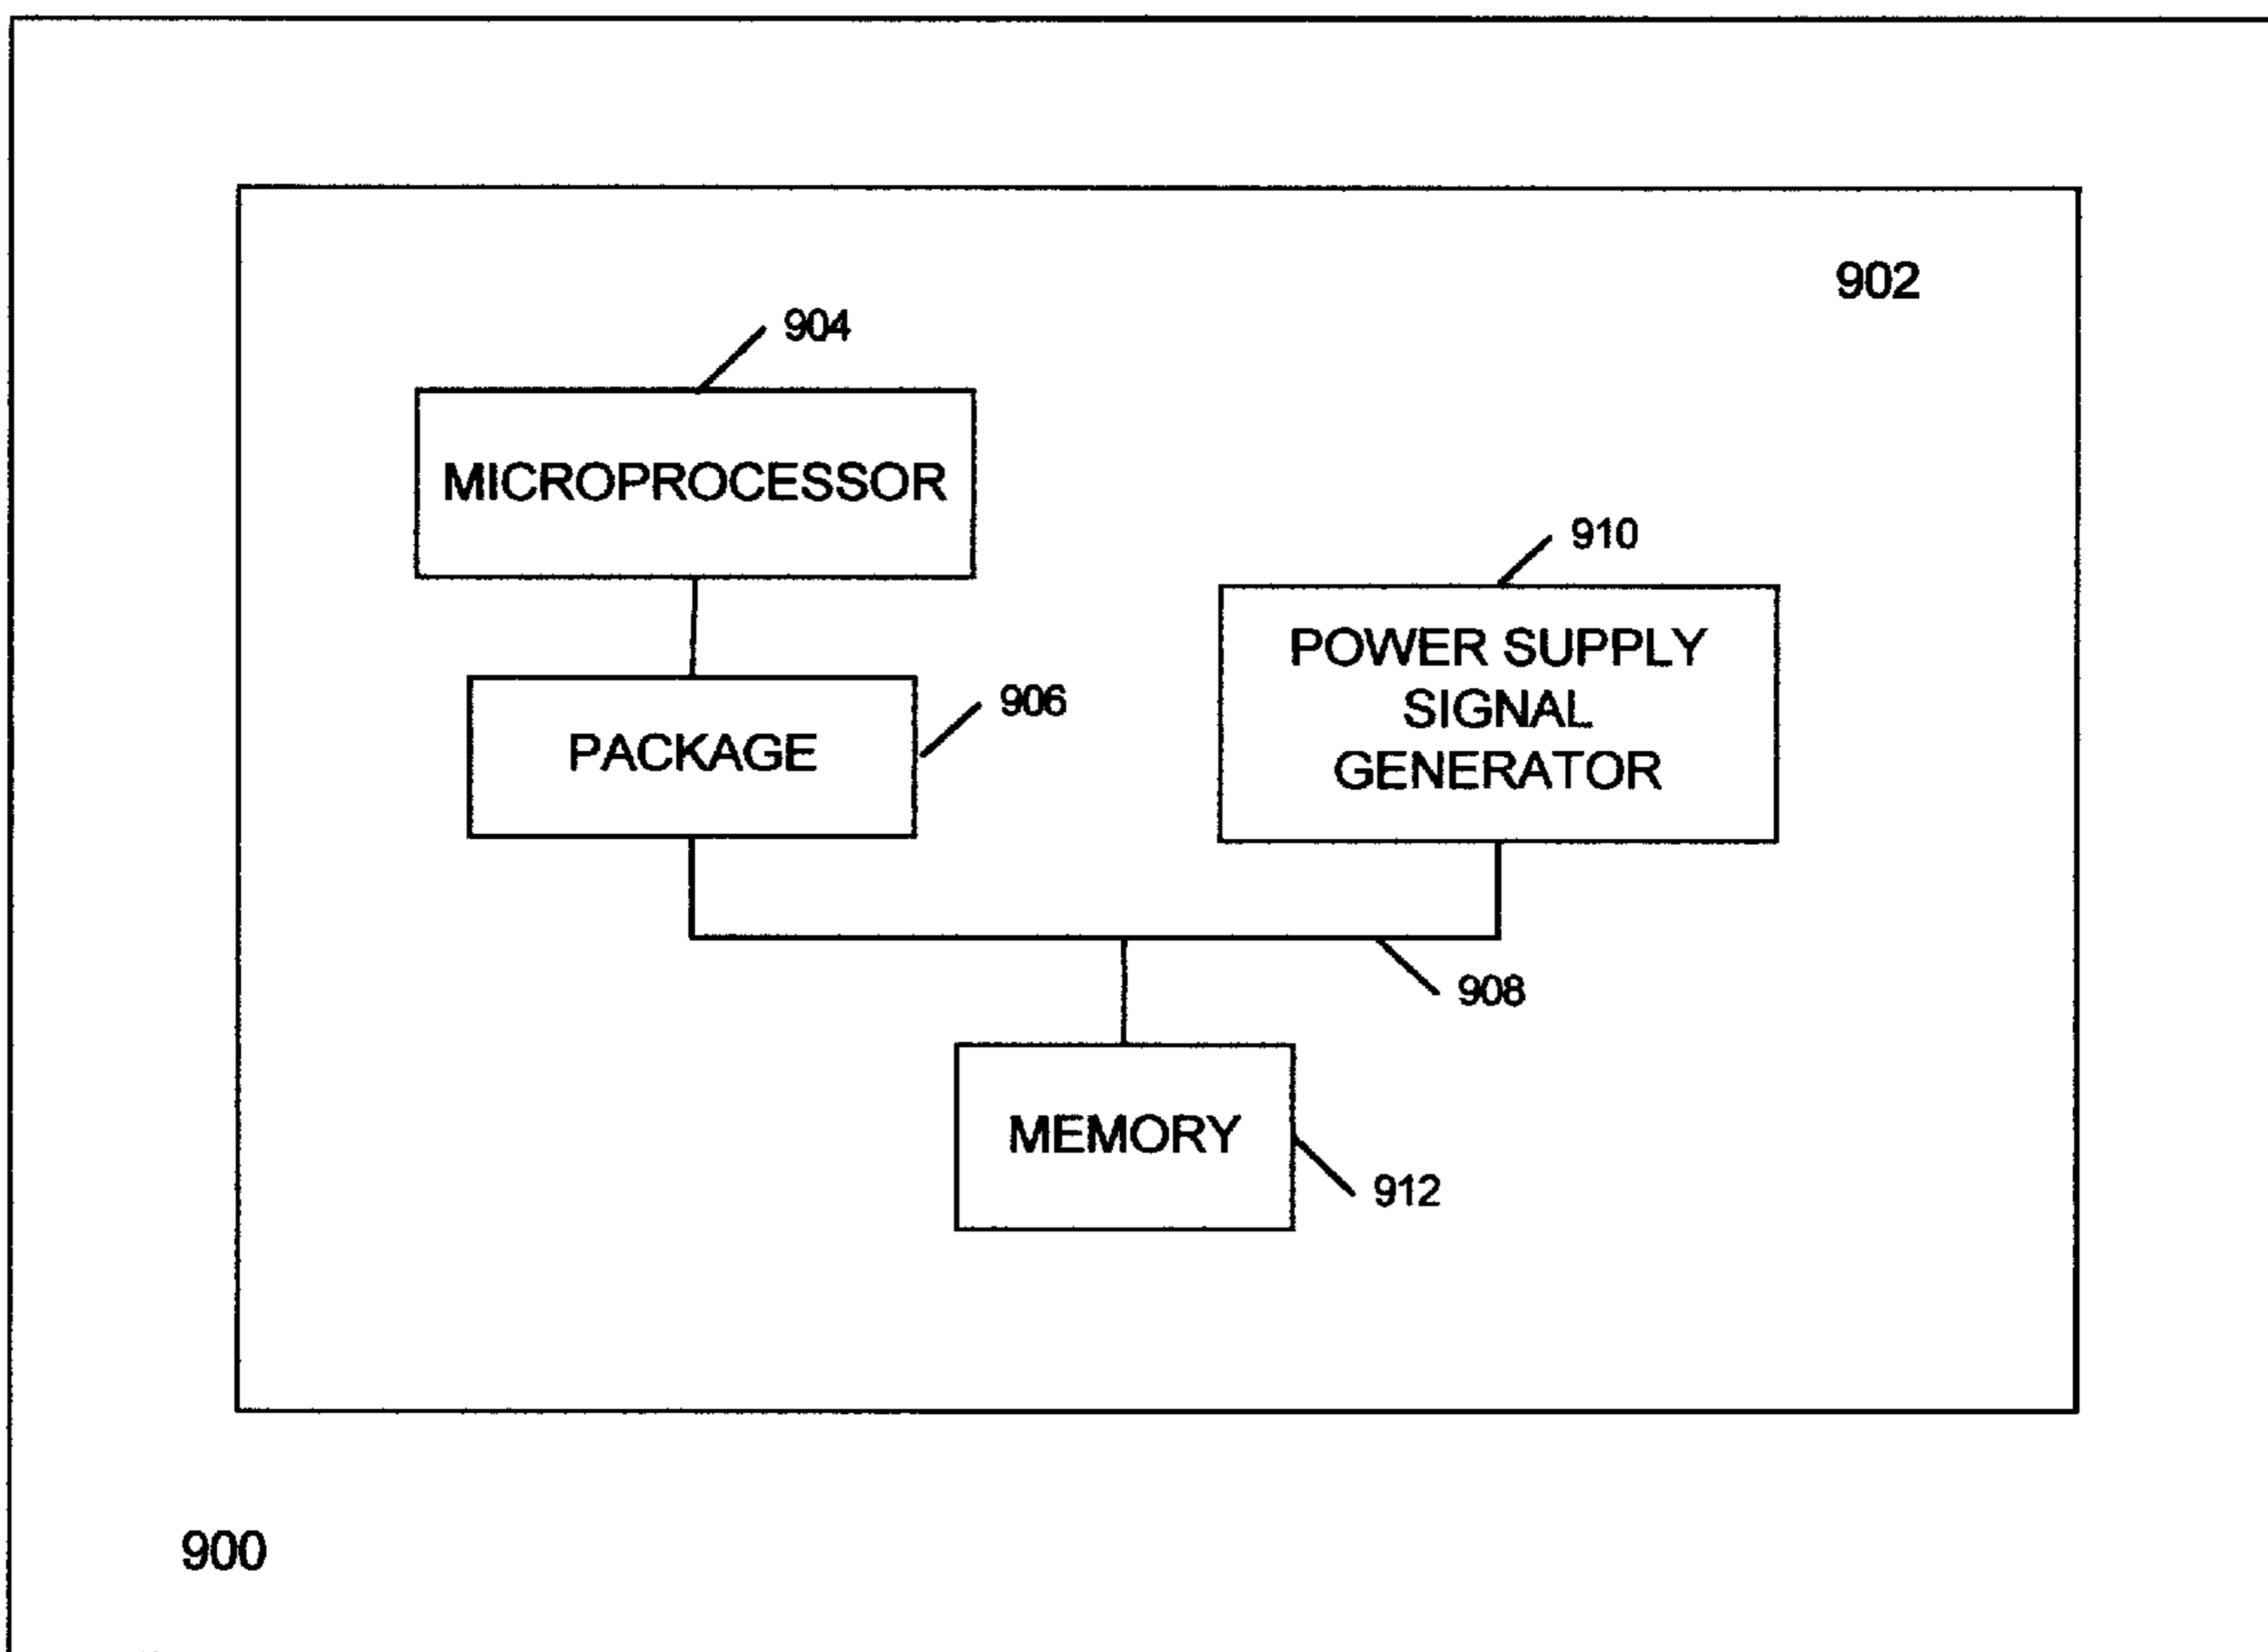 902
904
MICROPROCESSOR
910
POWER SUPPLY
SIGNAL
GENERATOR
906
PACKAGE
908
MEMORY
912
900